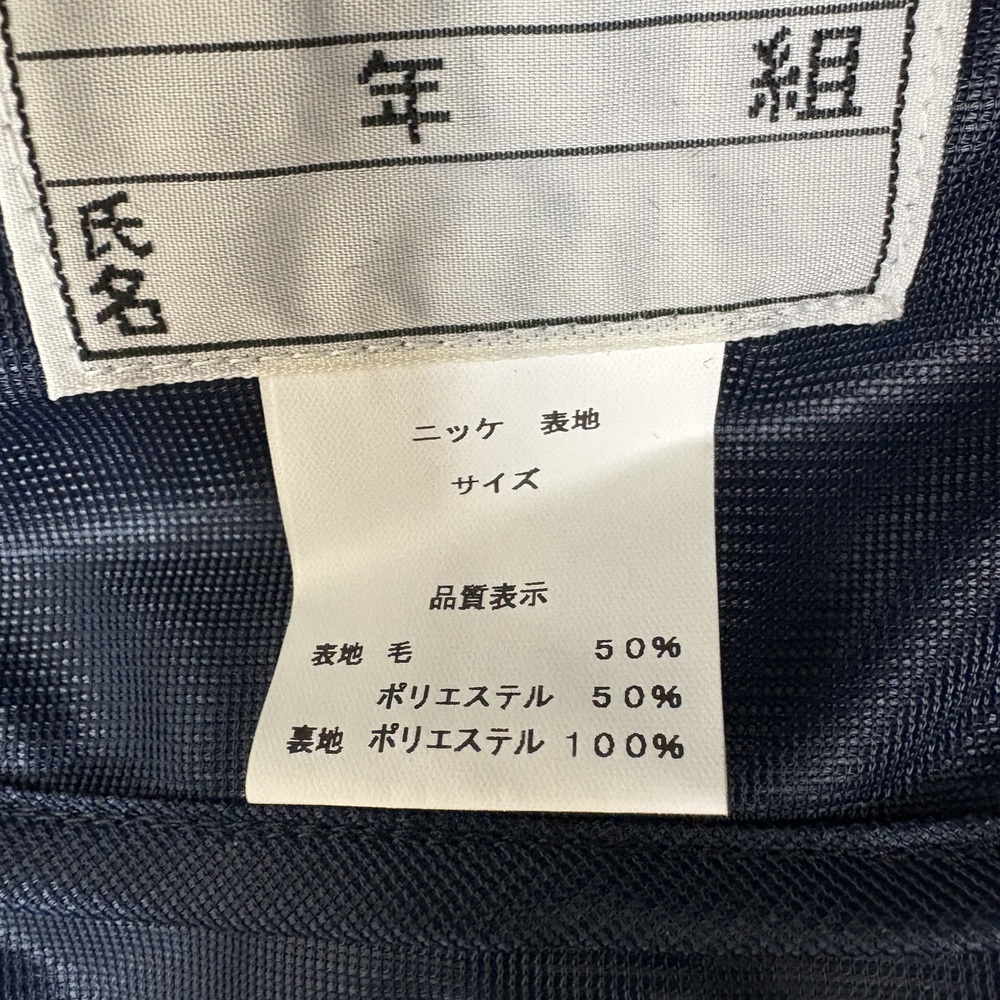 年 組
氏名
ニッケ 表地
サイズ
品質表示
表地 毛 50%
ポリエステル 50%
裏地 ポリエステル 100%